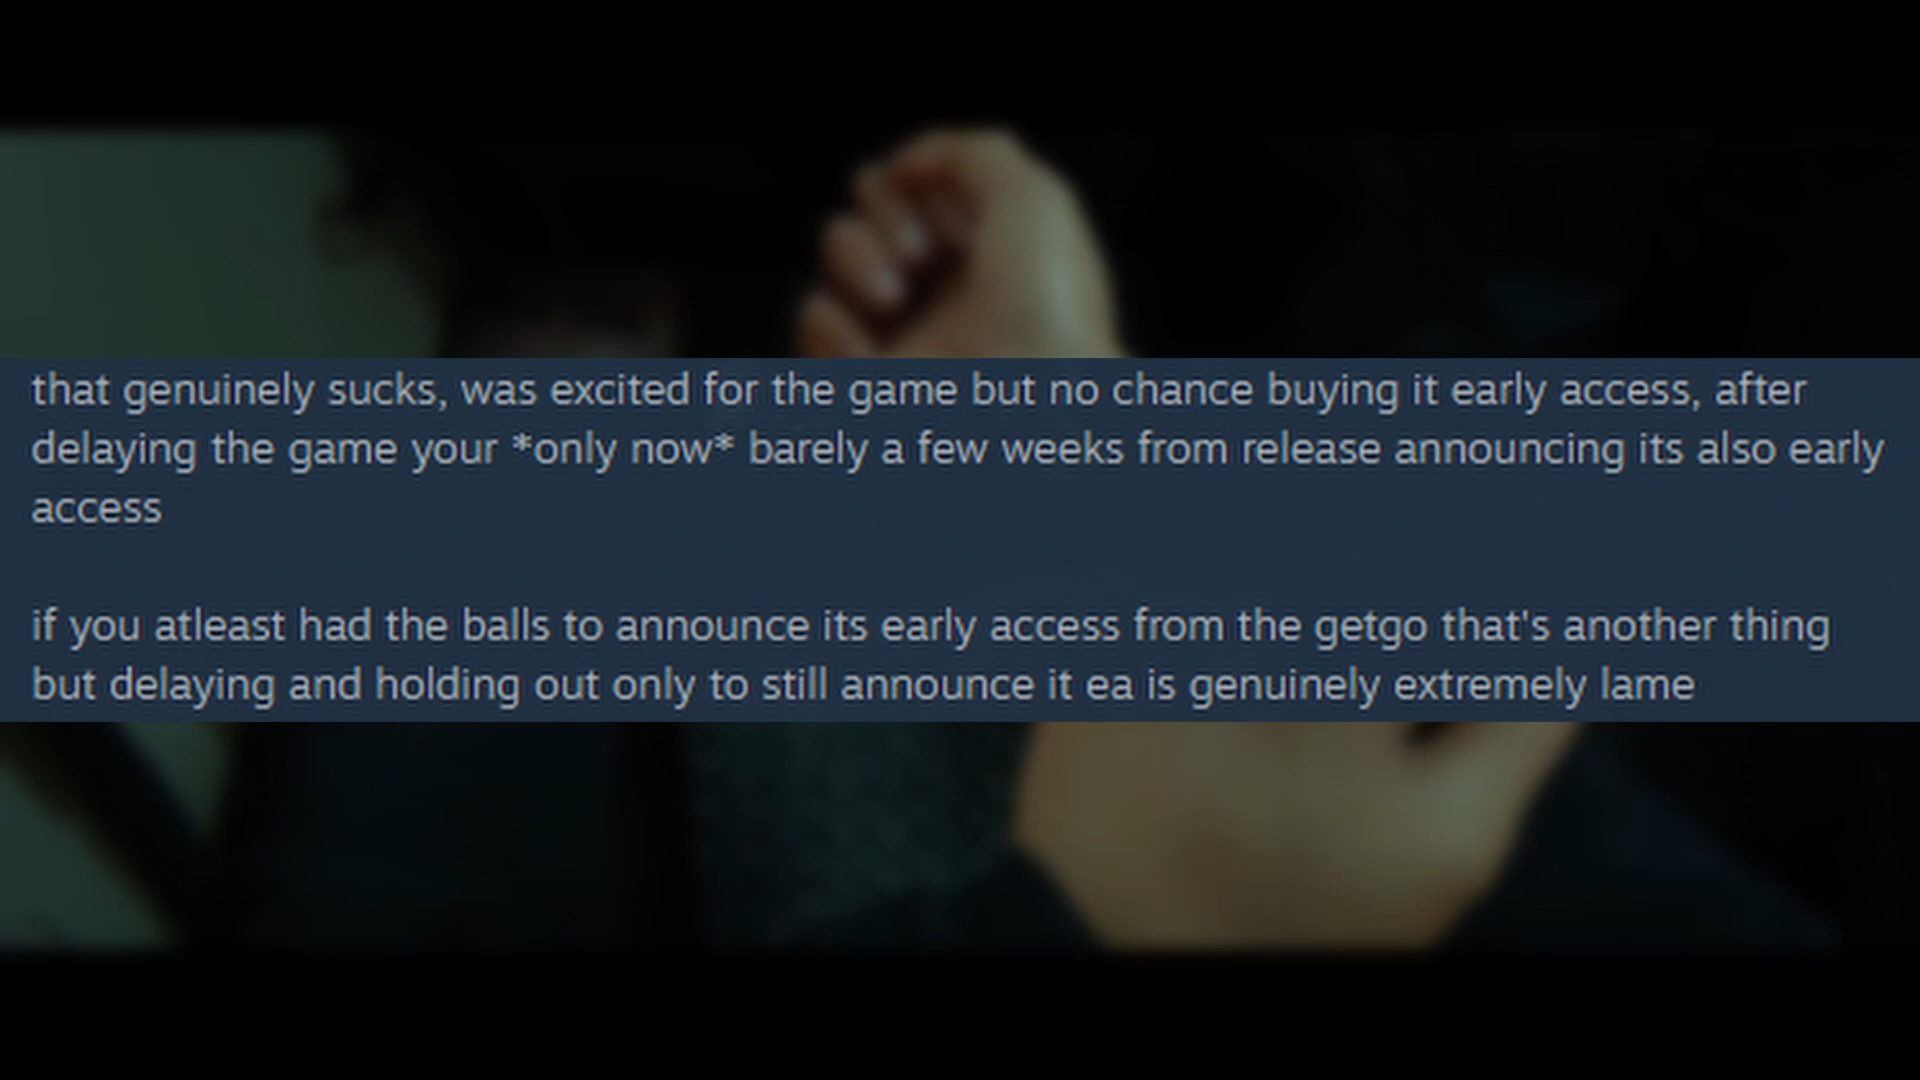 that genuinely sucks, was excited for the game but no chance buying it early access, after
delaying the game your *only now* barely a few weeks from release announcing its also early
access
if you atleast had the balls to announce its early access from the getgo that's another thing
but delaying and holding out only to still announce it ea is genuinely extremely lame